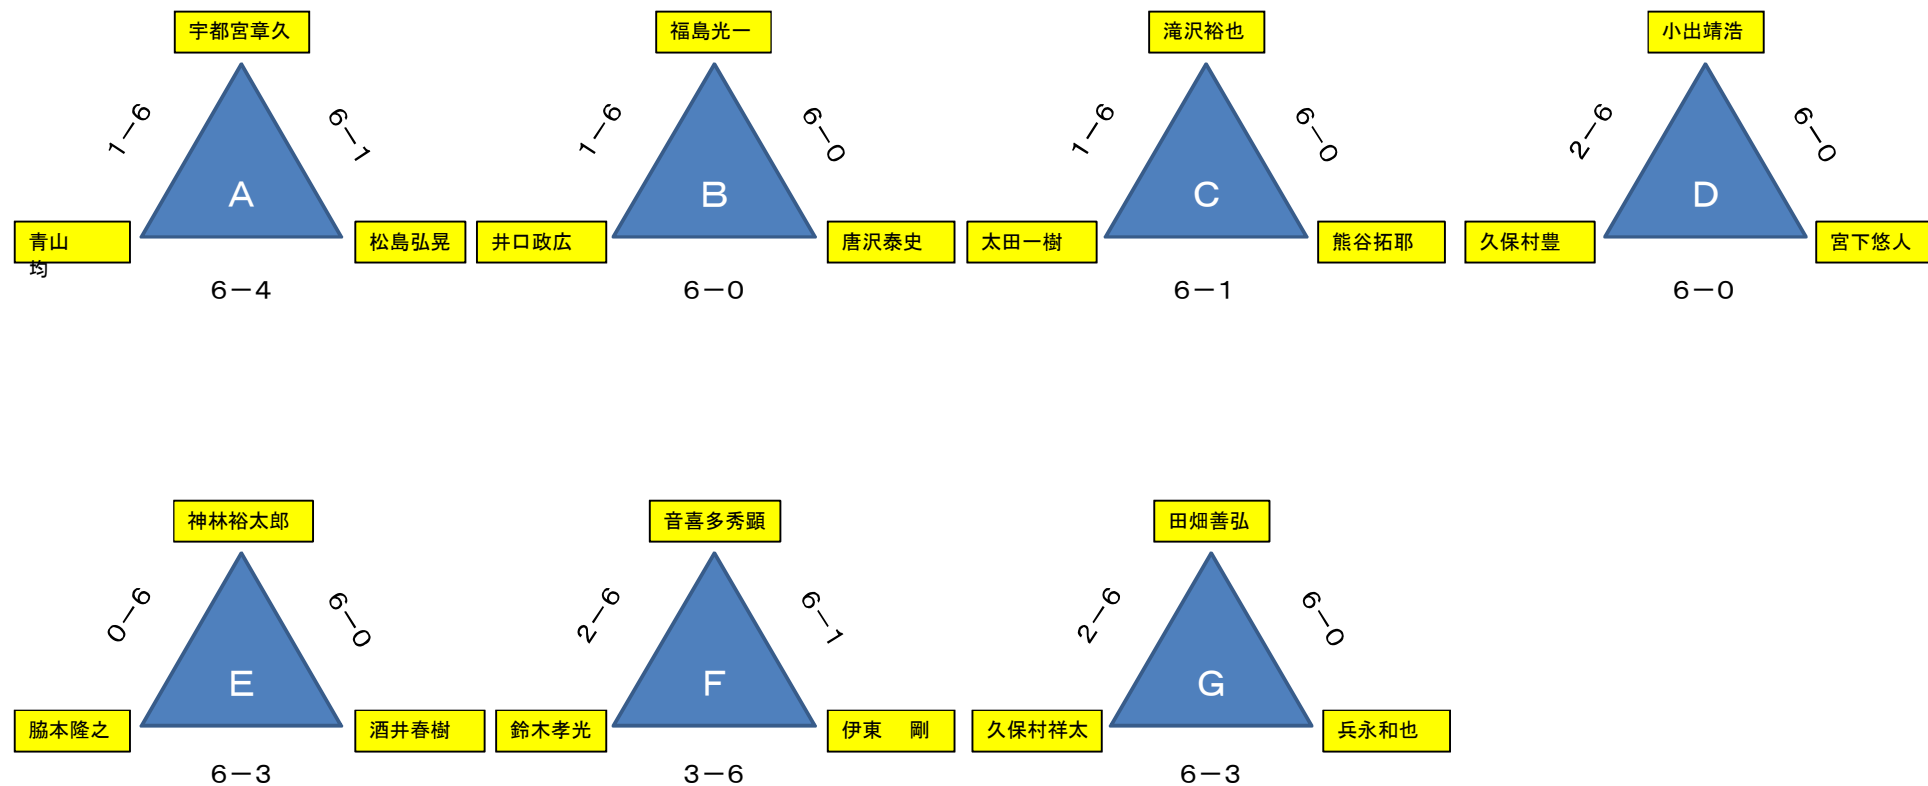 宇都宮章久
福島光一
滝沢裕也
小出靖浩
1－6
6－1
1－6
6－0
1－6
6－0
2－6
6－0
A
B
C
D
青山
均
松島弘晃
井口政広
唐沢泰史
太田一樹
熊谷拓耶
久保村豊
宮下悠人
6－4
6－0
6－1
6－0
神林裕太郎
音喜多秀顕
田畑善弘
0－6
6－0
2－6
6－1
2－6
6－0
E
F
G
脇本隆之
酒井春樹
鈴木孝光
伊東　剛
久保村祥太
兵永和也
6－3
3－6
6－3